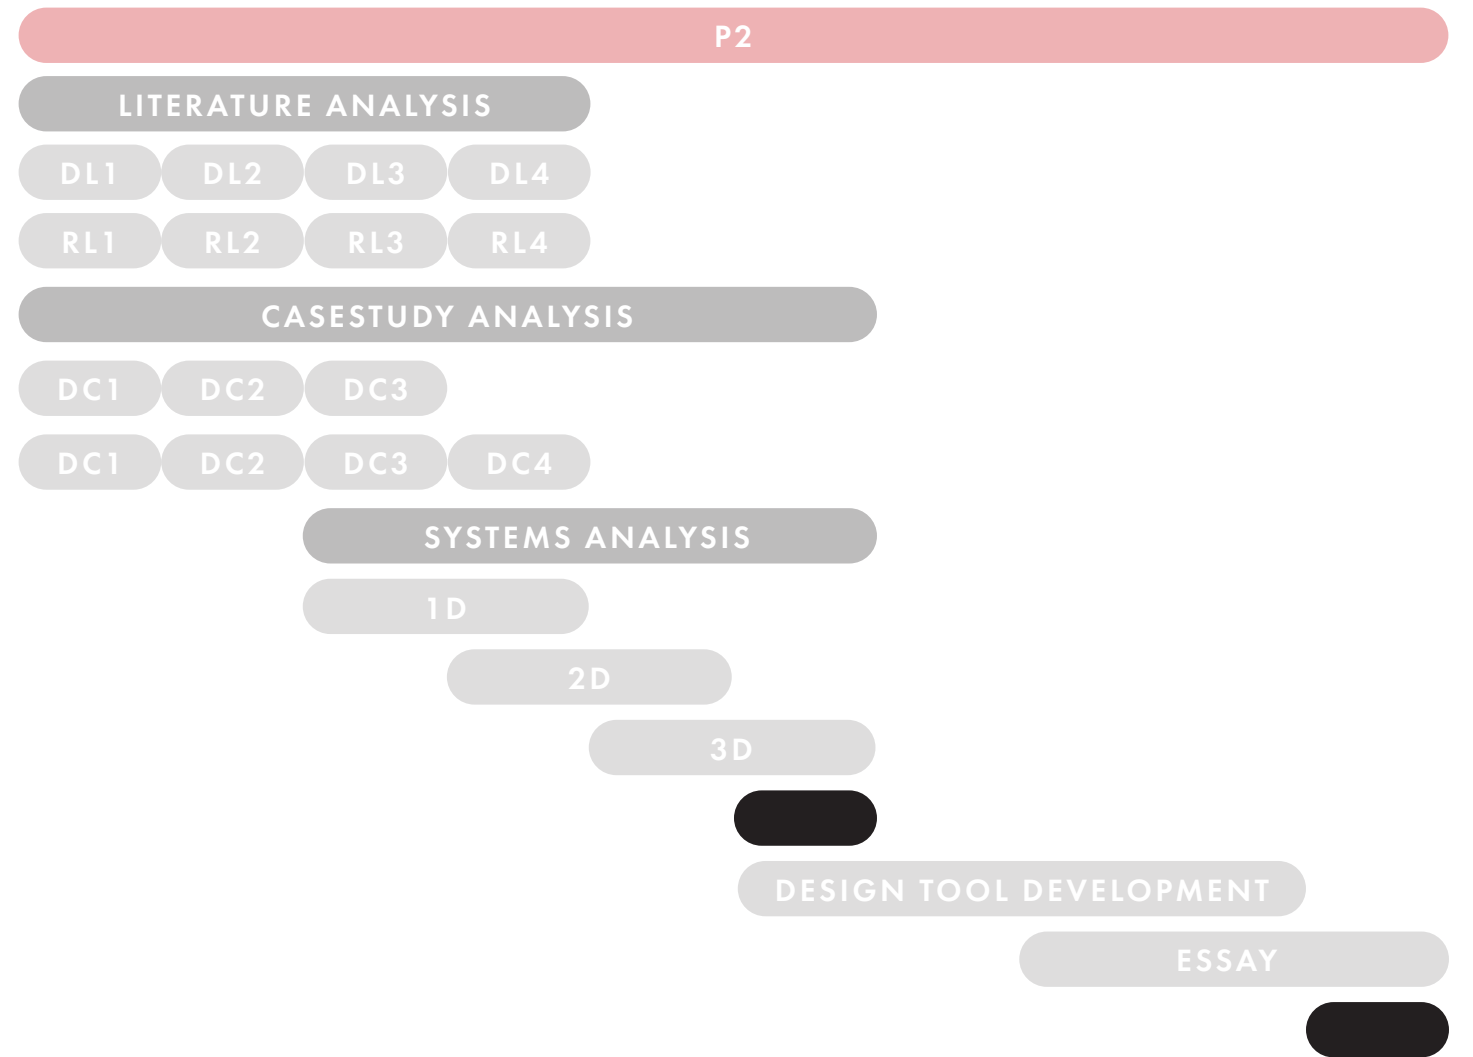 P2
LITERATURE ANALYSIS
DL1 DL2 DL3 DL4
RL1 RL2 RL3 RL4
CASESTUDY ANALYSIS
DC1 DC2 DC3
DC1 DC2 DC3 DC4
SYSTEMS ANALYSIS
1D
2D
3D
DESIGN TOOL DEVELOPMENT
ESSAY